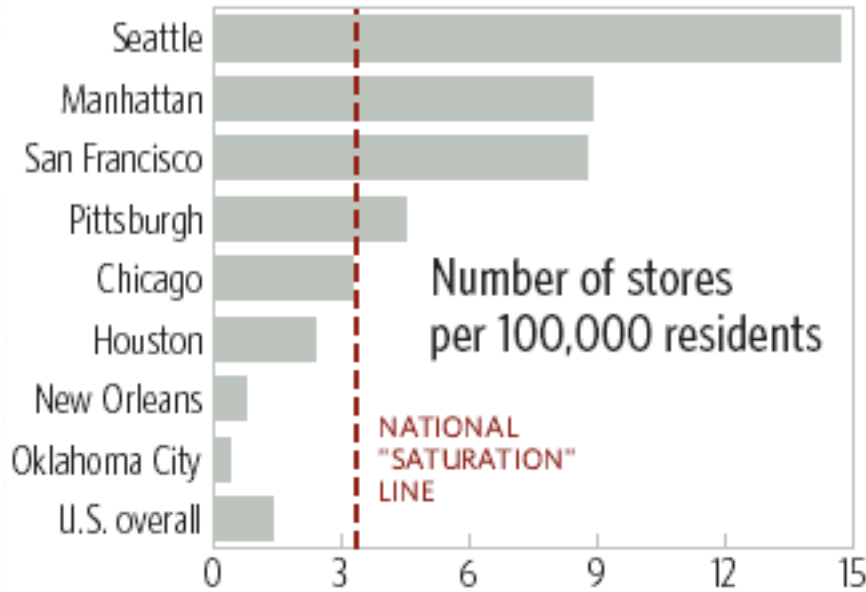 Seattle
Manhattan
San Francisco
Pittsburgh
Chicago
Houston
New Orleans
Oklahoma City
U.S. overall
Number of stores
per 100,000 residents
NATIONAL
"SATURATION"
LINE
0 3 6 9 12 15